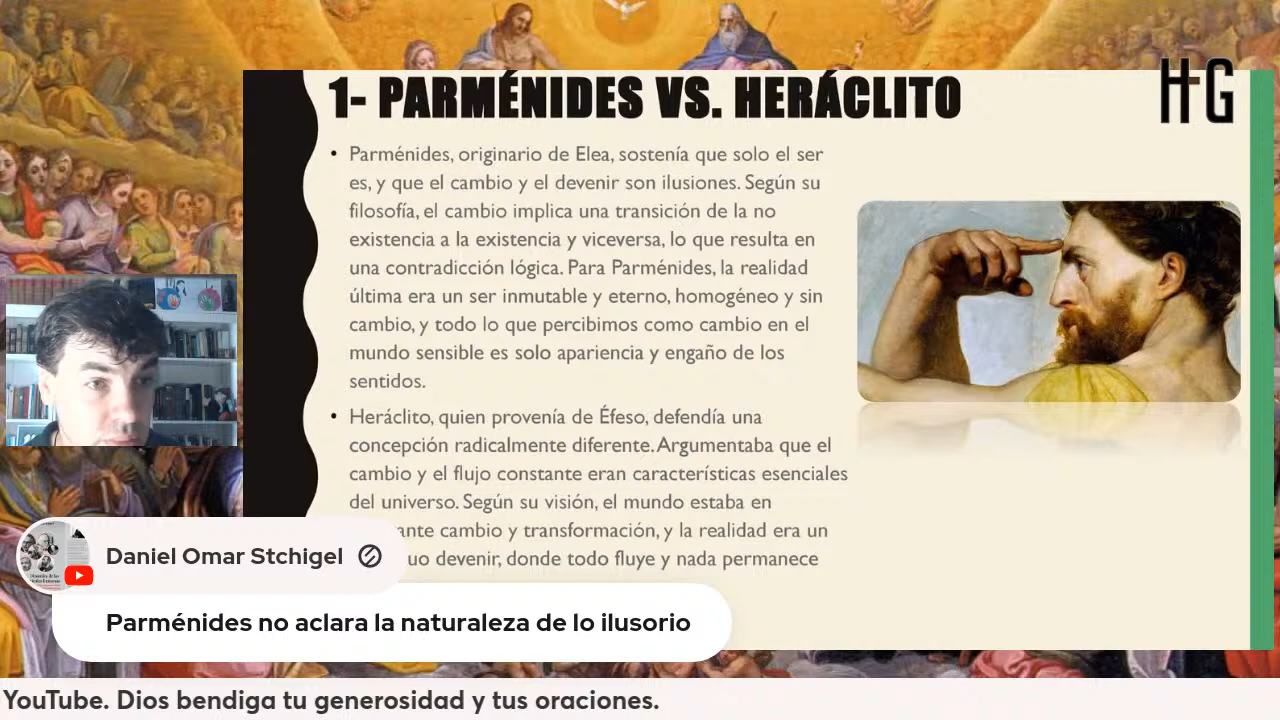 1- PARMÉNIDES VS. HERÁCLITO
H+G
• Parménides, originario de Elea, sostenía que solo el ser
es, y que el cambio y el devenir son ilusiones. Según su
filosofía, el cambio implica una transición de la no
existencia a la existencia y viceversa, lo que resulta en
una contradicción lógica. Para Parménides, la realidad
última era un ser inmutable y eterno, homogéneo y sin
cambio, y todo lo que percibimos como cambio en el
mundo sensible es solo apariencia y engaño de los
sentidos.
• Heráclito, quien provenía de Éfeso, defendía una
concepción radicalmente diferente. Argumentaba que el
cambio y el flujo constante eran características esenciales
del universo. Según su visión, el mundo estaba en
ante cambio y transformación, y la realidad era un
uo devenir, donde todo fluye y nada permanece
Daniel Omar Stchigel
Parménides no aclara la naturaleza de lo ilusorio
YouTube. Dios bendiga tu generosidad y tus oraciones.